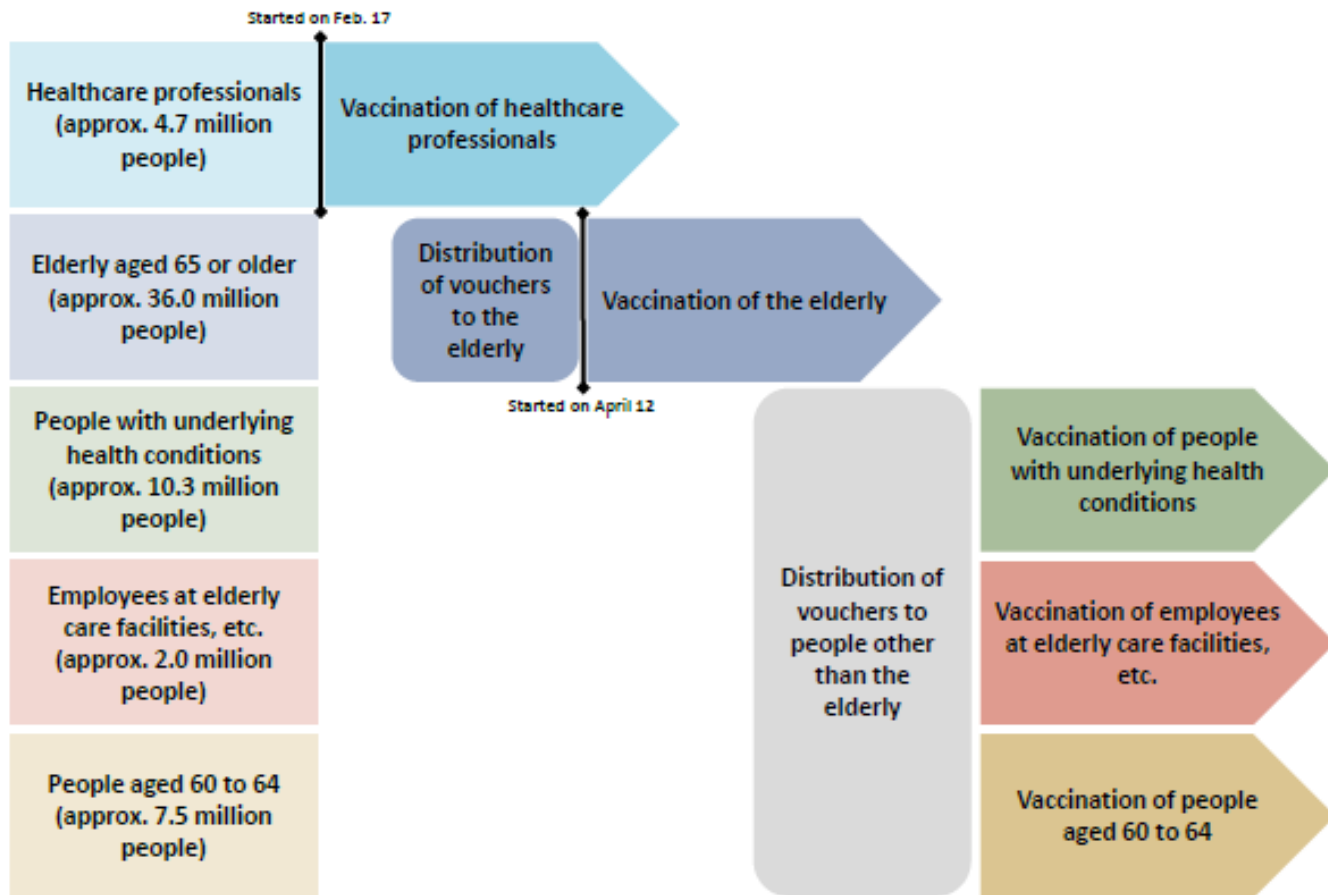 Started on Feb. 17
Healthcare professionals
(approx. 4.7 million
people)
Vaccination of healthcare
professionals
Elderly aged 65 or older
(approx. 36.0 million
people)
Distribution
of vouchers
to the
elderly
Vaccination of the elderly
Started on April 12
People with underlying
health conditions
(approx. 10.3 million
people)
Vaccination of people
with underlying health
conditions
Employees at elderly
care facilities, etc.
(approx. 2.0 million
people)
Distribution of
vouchers to
people other
than the
elderly
Vaccination of employees
at elderly care facilities,
etc.
People aged 60 to 64
(approx. 7.5 million
people)
Vaccination of people
aged 60 to 64